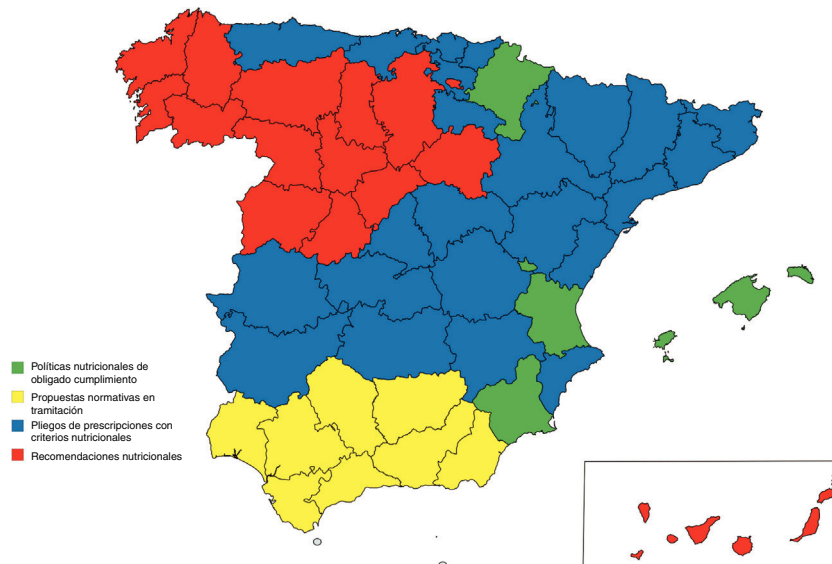 Políticas nutricionales de
obligado cumplimiento
Propuestas normativas en
tramitación
Pliegos de prescripciones con
criterios nutricionales
Recomendaciones nutricionales